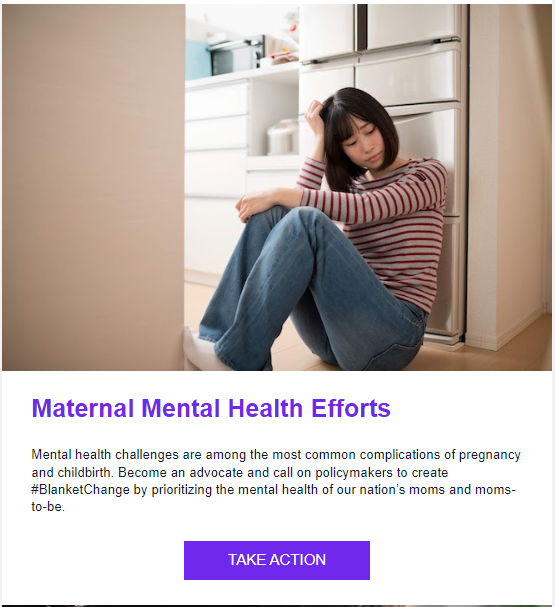 Maternal Mental Health Efforts
Mental health challenges are among the most common complications of pregnancy
and childbirth. Become an advocate and call on policymakers to create
#BlanketChange by prioritizing the mental health of our nation’s moms and moms-
to-be.
TAKE ACTION